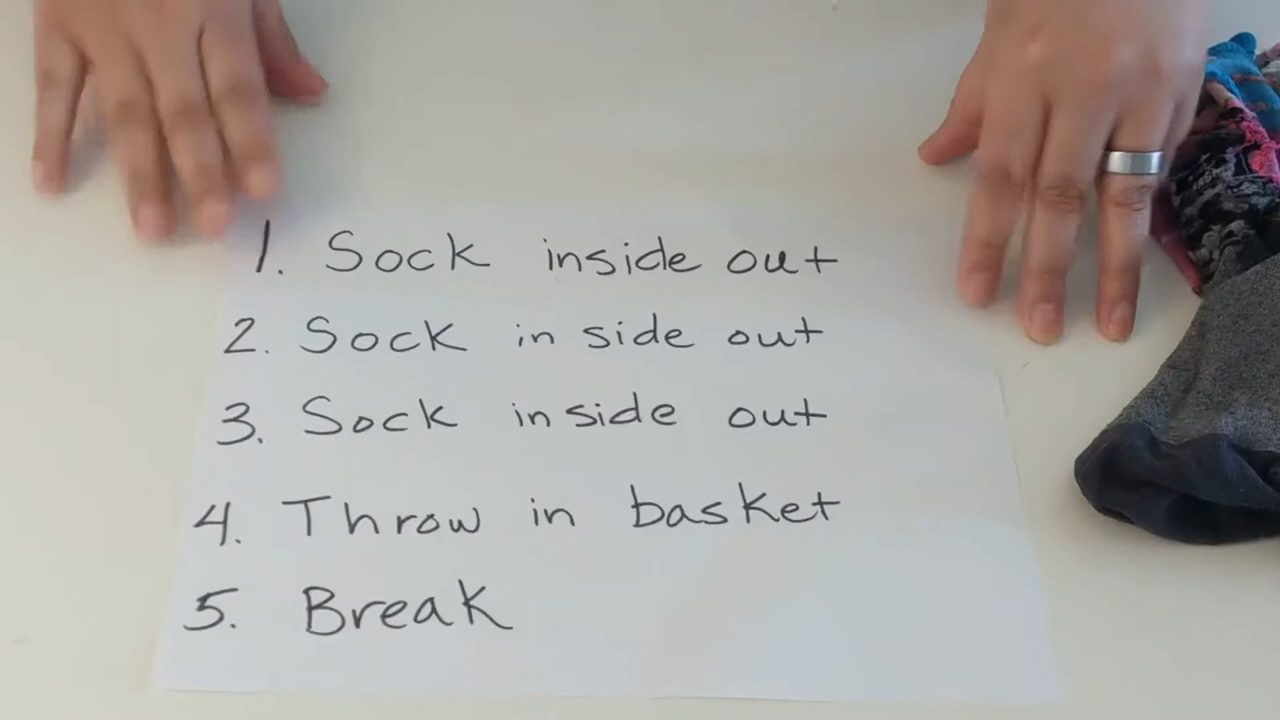 1. Sock inside out
2. Sock in side out
3. Sock inside out
4. Throw in basket
5. Break